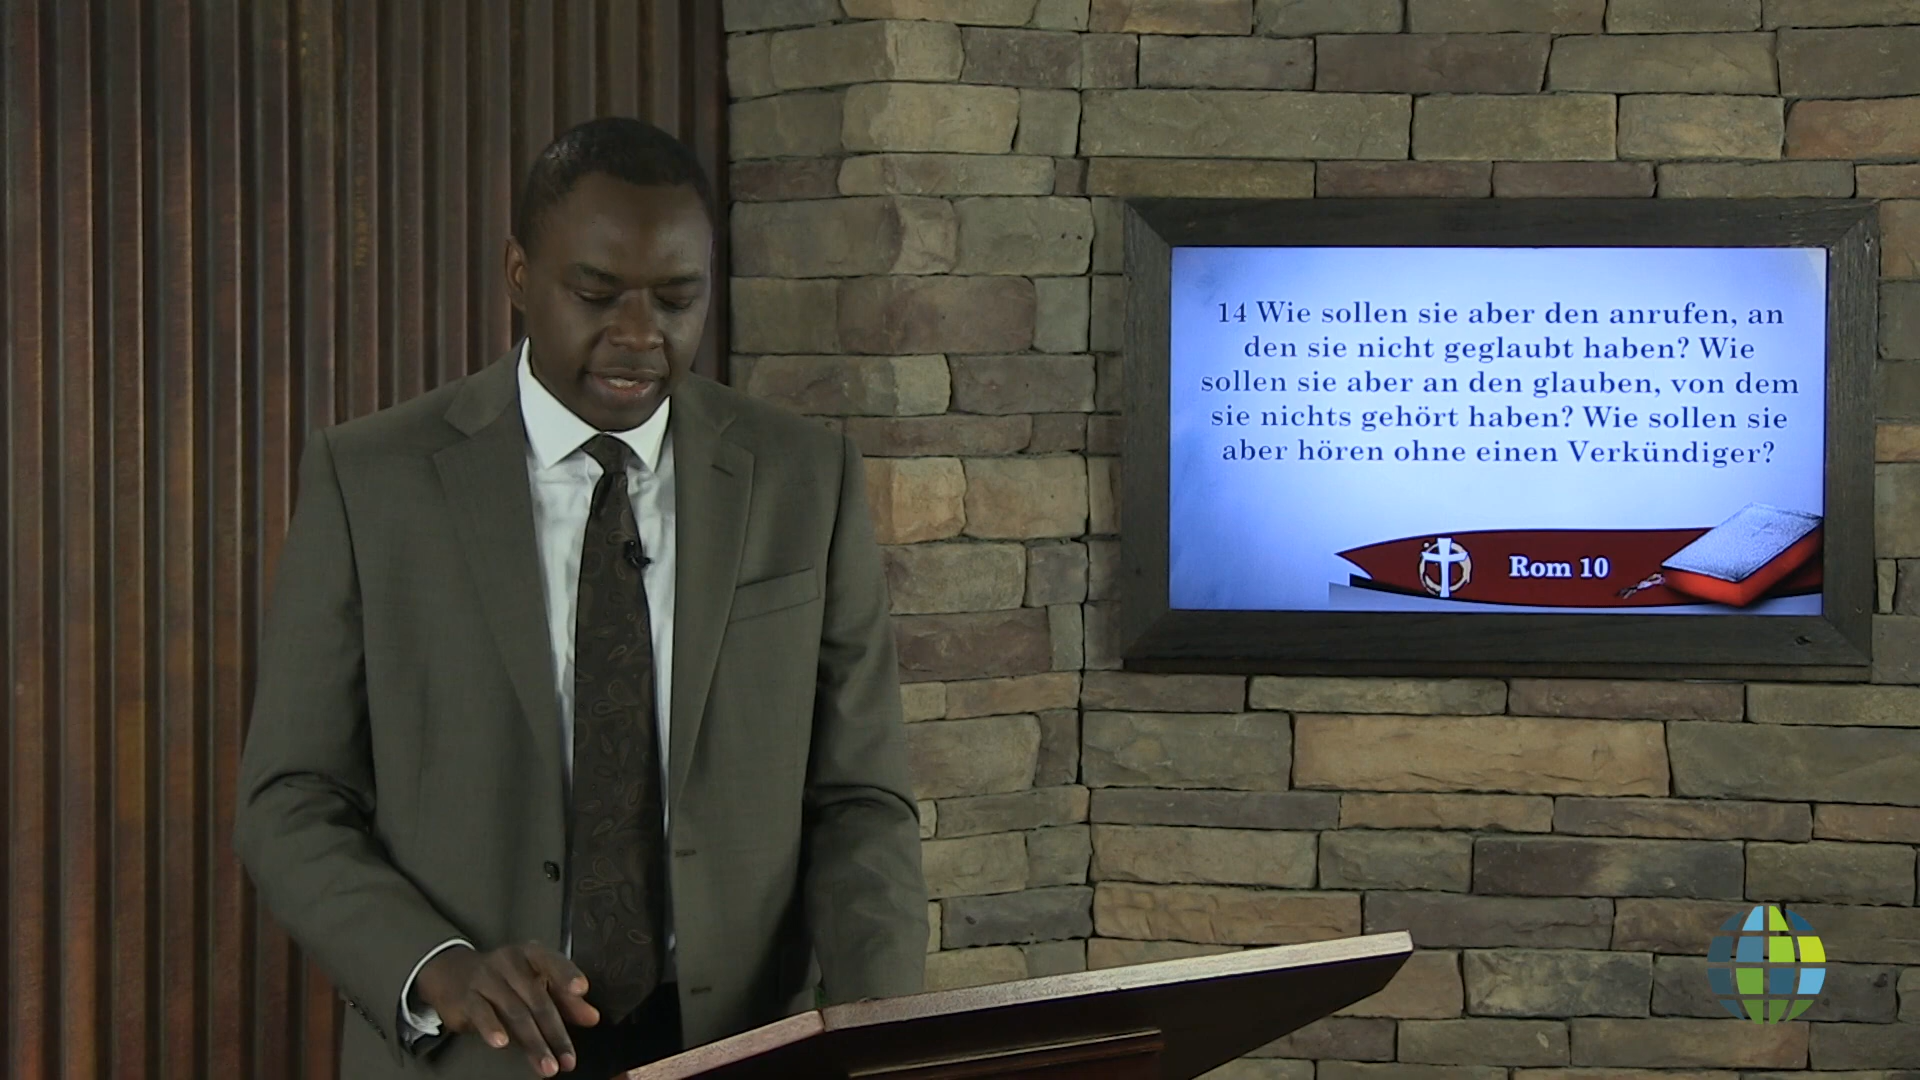 14 Wie sollen sie aber den anrufen, an
den sie nicht geglaubt haben? Wie
sollen sie aber an den glauben, von dem
sie nichts gehört haben? Wie sollen sie
aber hören ohne einen Verkündiger?
Rom 10